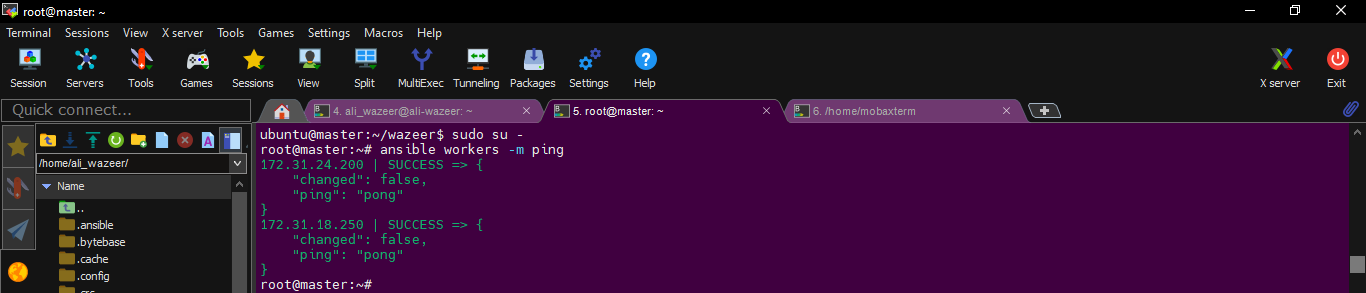 root@master: ~
Terminal Sessions View X server Tools Games Settings Macros Help
Session Servers Tools Games Sessions View Split MultiExec Tunneling Packages Settings Help X server Exit
Quick connect...
4. ali_wazeer@ali-wazeer: ~
5. root@master: ~
6. /home/mobaxterm
/home/ali_wazeer/
Name
..
.ansible
.bytebase
.cache
.config
ubuntu@master:~/wazeer$ sudo su -
root@master:~# ansible workers -m ping
172.31.24.200 | SUCCESS => {
    "changed": false,
    "ping": "pong"
}
172.31.18.250 | SUCCESS => {
    "changed": false,
    "ping": "pong"
}
root@master:~#